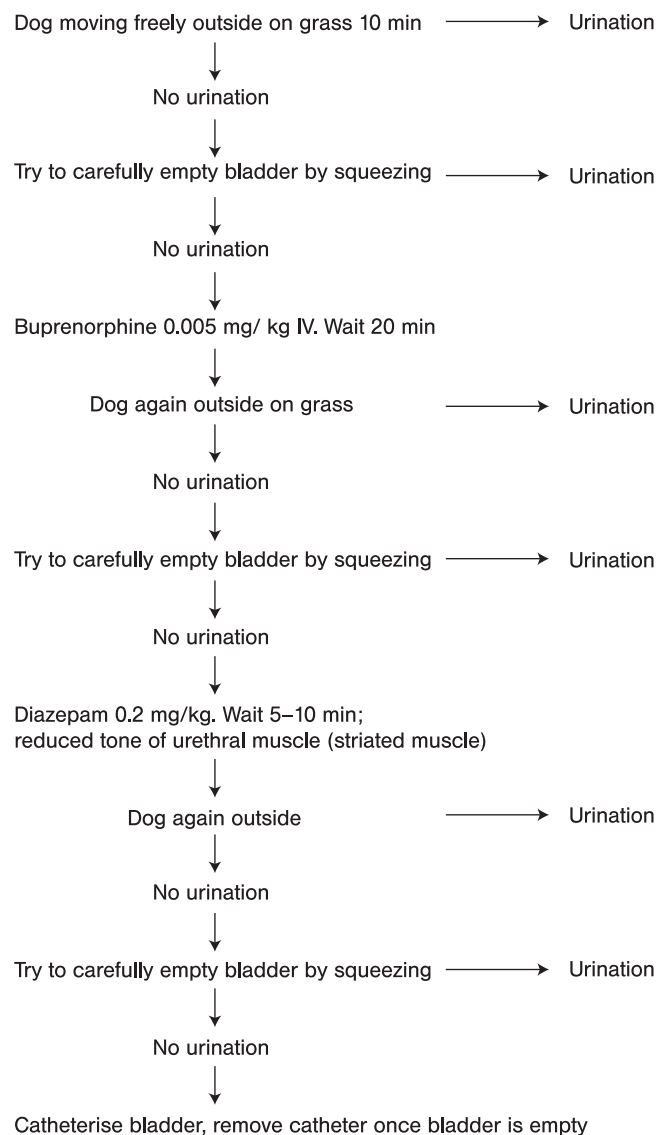 Dog moving freely outside on grass 10 min Urination
No urination
Try to carefully empty bladder by squeezing Urination
No urination
Buprenorphine 0.005 mg/ kg IV. Wait 20 min
Dog again outside on grass Urination
No urination
Try to carefully empty bladder by squeezing Urination
No urination
Diazepam 0.2 mg/kg. Wait 5–10 min;
reduced tone of urethral muscle (striated muscle)
Dog again outside Urination
No urination
Try to carefully empty bladder by squeezing Urination
No urination
Catheterise bladder, remove catheter once bladder is empty